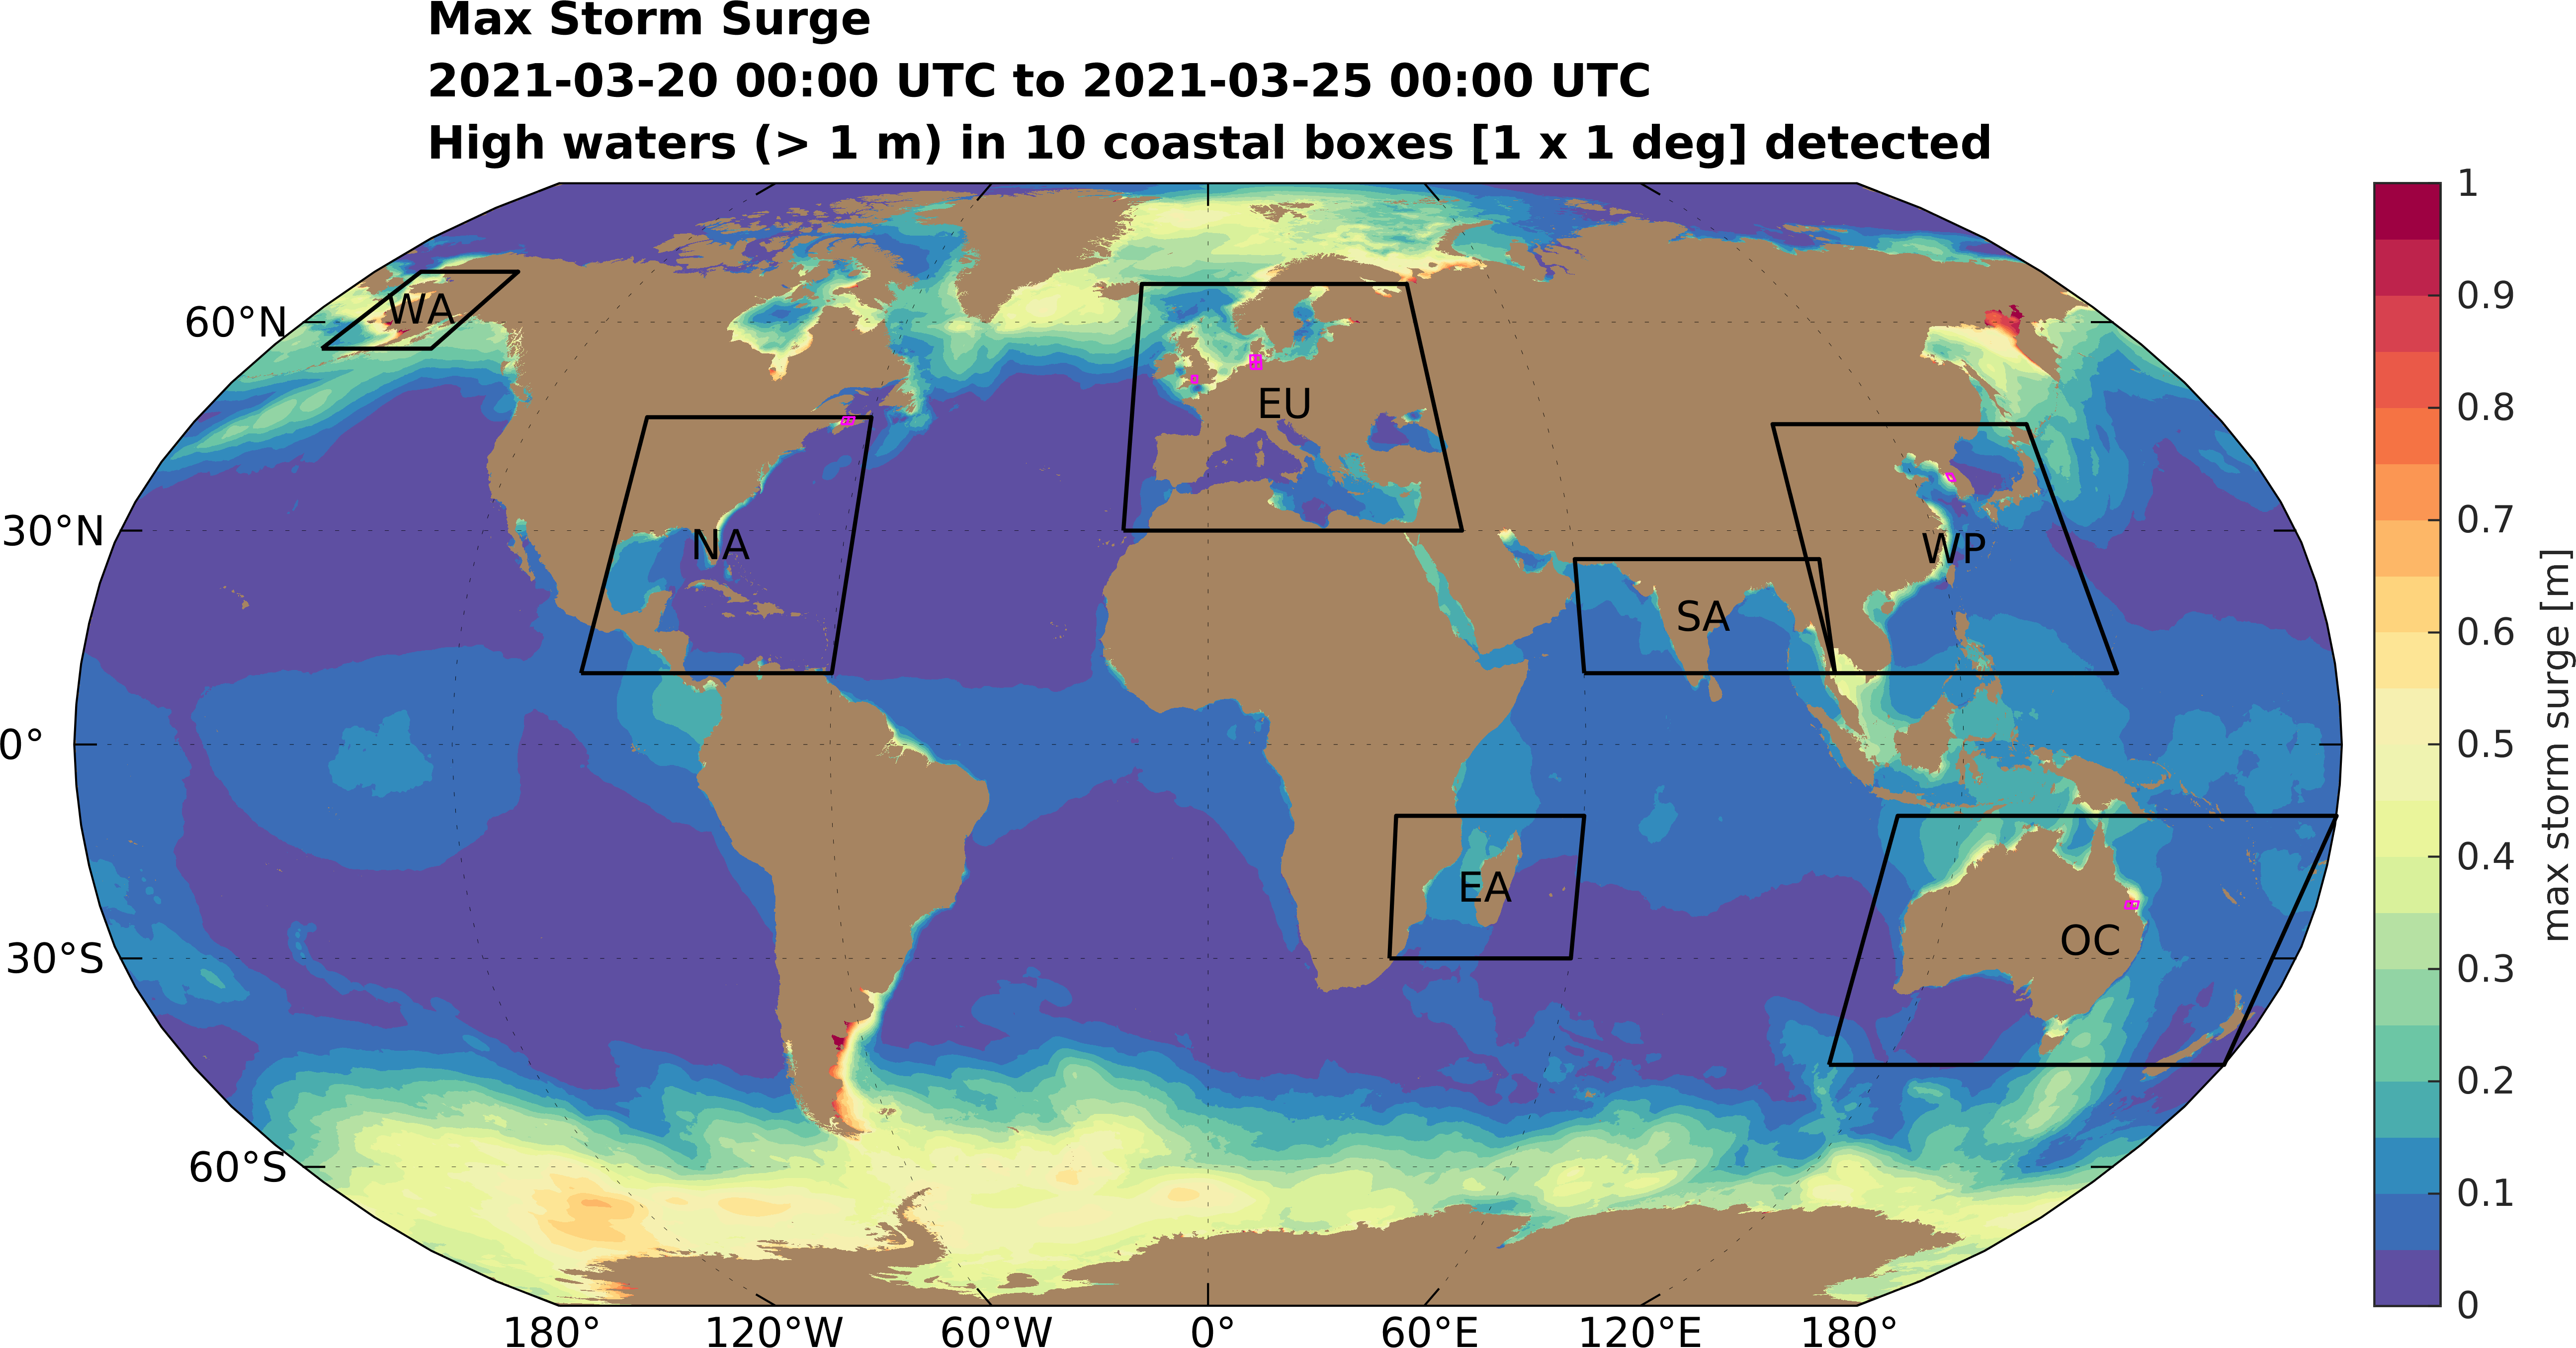 Max Storm Surge
2021-03-20 00:00 UTC to 2021-03-25 00:00 UTC
High waters (> 1 m) in 10 coastal boxes [1 x 1 deg] detected
60°N
30°N
0°
30°S
60°S
180°
120°W
60°W
0°
60°E
120°E
180°
WA
NA
EU
SA
WP
EA
OC
1
0.9
0.8
0.7
0.6
0.5
0.4
0.3
0.2
0.1
0
max storm surge [m]